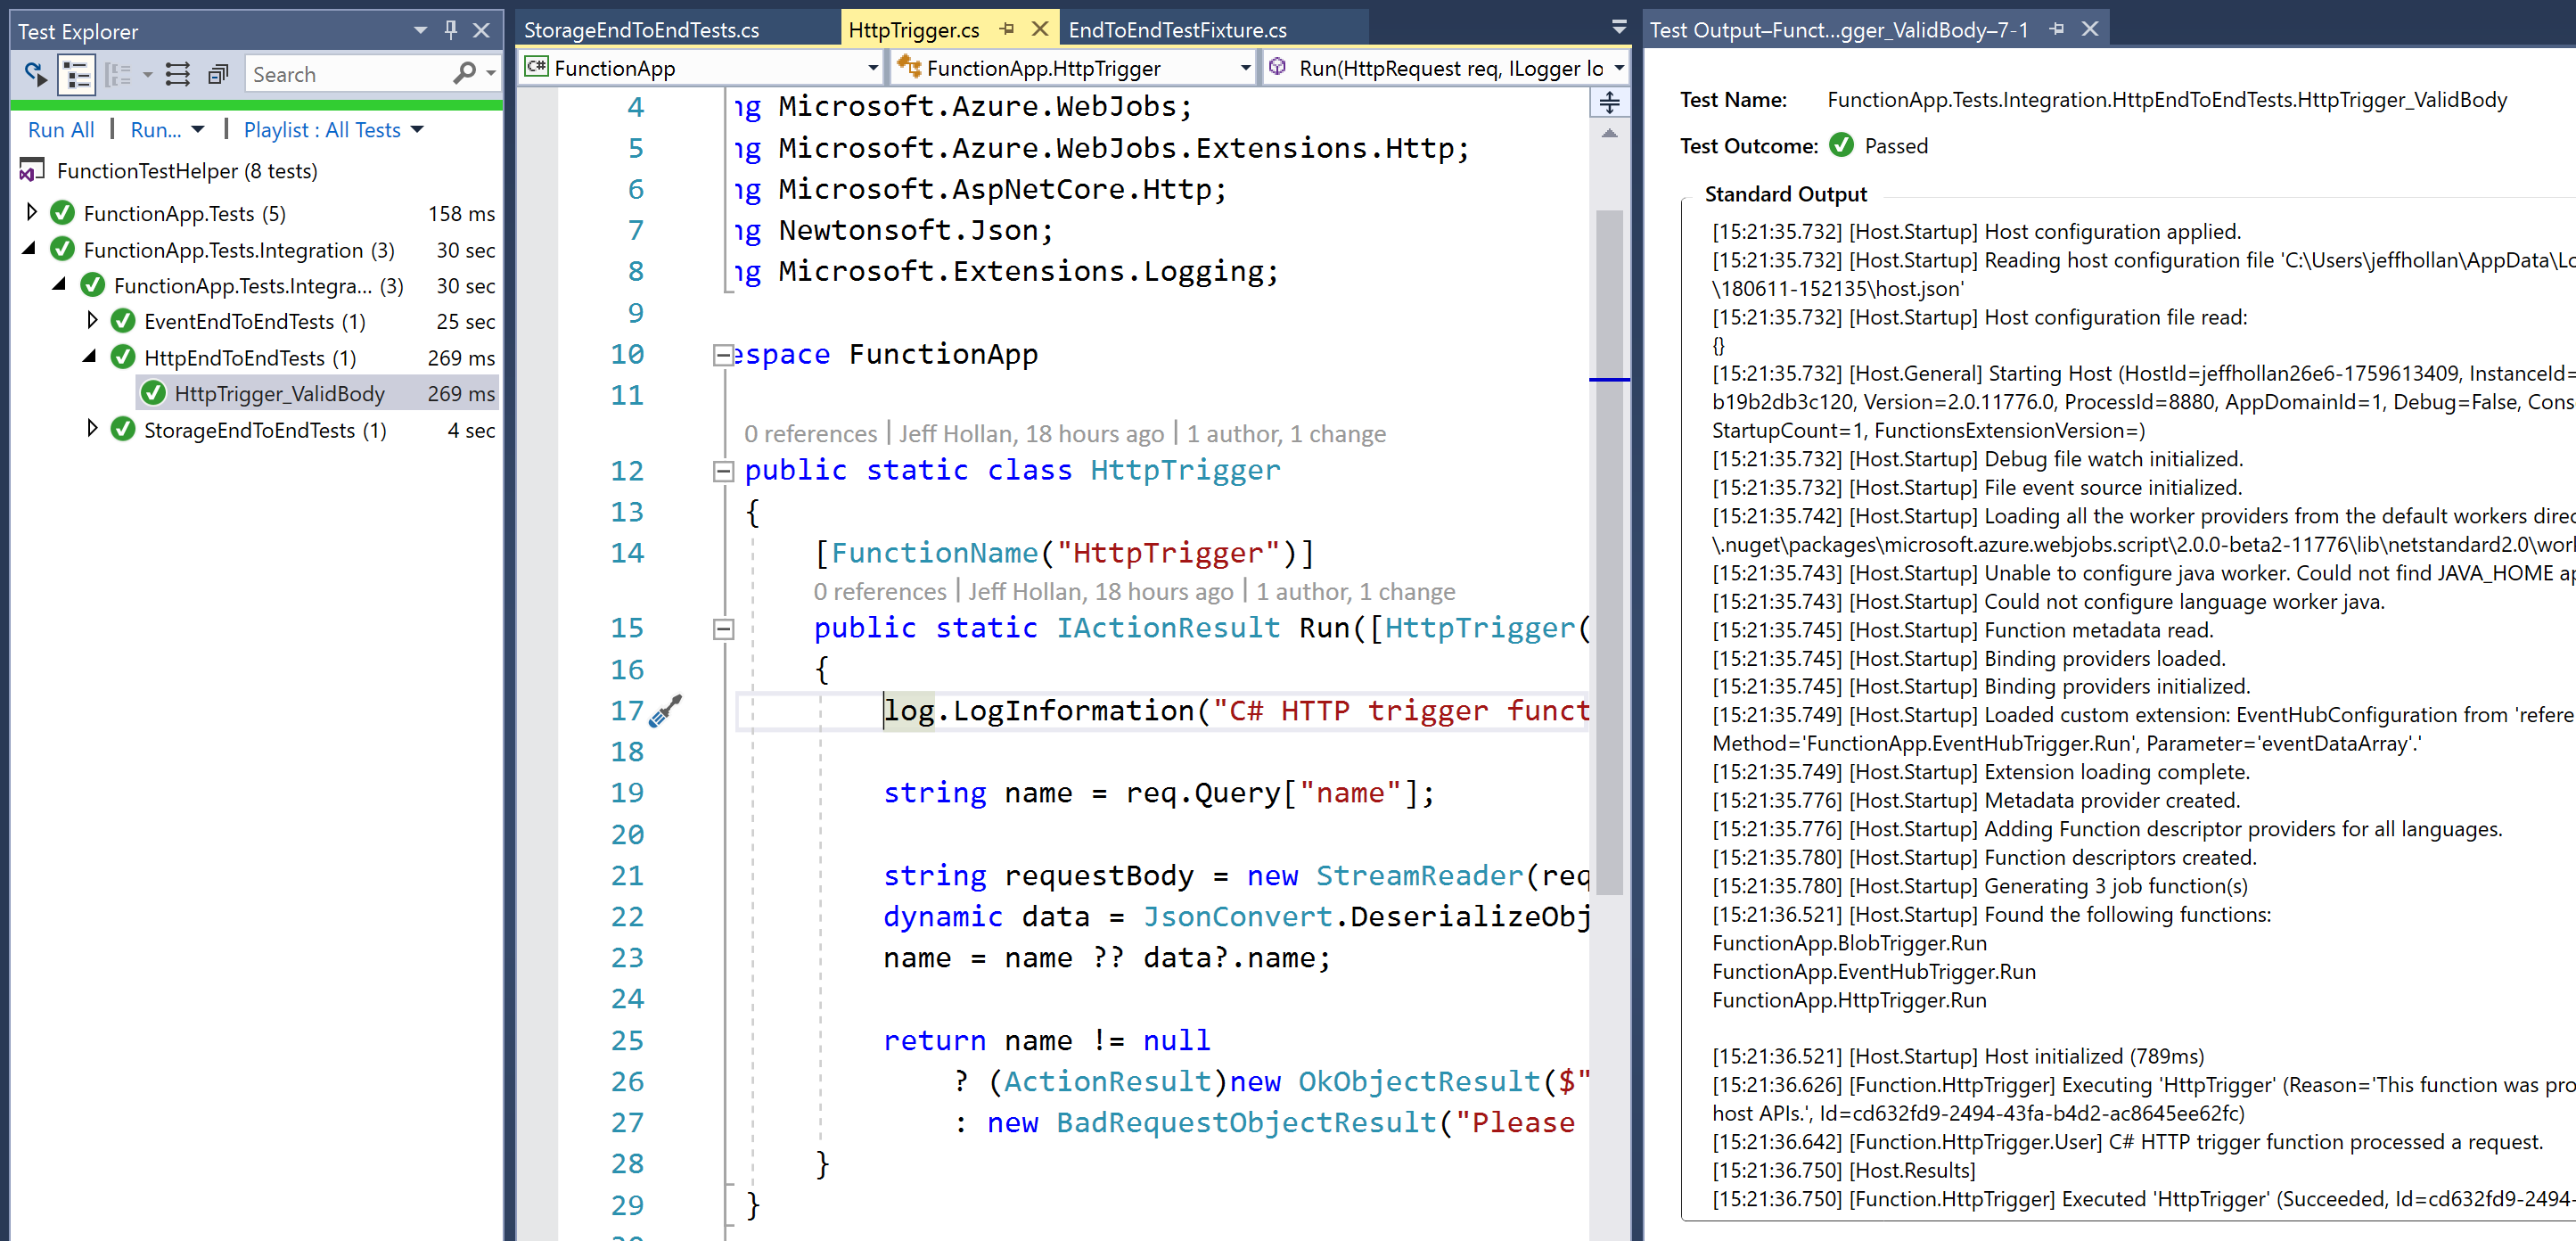 Test Explorer
Search
Run All | Run... | Playlist : All Tests
FunctionTestHelper (8 tests)
FunctionApp.Tests (5) 158 ms
FunctionApp.Tests.Integration (3) 30 sec
FunctionApp.Tests.Integra... (3) 30 sec
EventEndToEndTests (1) 25 sec
HttpEndToEndTests (1) 269 ms
HttpTrigger_ValidBody 269 ms
StorageEndToEndTests (1) 4 sec
StorageEndToEndTests.cs HttpTrigger.cs EndToEndTestFixture.cs
C# FunctionApp FunctionApp.HttpTrigger Run(HttpRequest req, ILogger lo
4 ng Microsoft.Azure.WebJobs;
5 ng Microsoft.Azure.WebJobs.Extensions.Http;
6 ng Microsoft.AspNetCore.Http;
7 ng Newtonsoft.Json;
8 ng Microsoft.Extensions.Logging;
9
10 espace FunctionApp
11
0 references | Jeff Hollan, 18 hours ago | 1 author, 1 change
12 public static class HttpTrigger
13 {
14 [FunctionName("HttpTrigger")]
0 references | Jeff Hollan, 18 hours ago | 1 author, 1 change
15 public static IActionResult Run([HttpTrigger(
16 {
17 log.LogInformation("C# HTTP trigger funct
18
19 string name = req.Query["name"];
20
21 string requestBody = new StreamReader(req
22 dynamic data = JsonConvert.DeserializeObj
23 name = name ?? data?.name;
24
25 return name != null
26 ? (ActionResult)new OkObjectResult($"
27 : new BadRequestObjectResult("Please
28 }
29 }
Test Output–Funct...gger_ValidBody–7-1
Test Name: FunctionApp.Tests.Integration.HttpEndToEndTests.HttpTrigger_ValidBody
Test Outcome: Passed
Standard Output
[15:21:35.732] [Host.Startup] Host configuration applied.
[15:21:35.732] [Host.Startup] Reading host configuration file 'C:\Users\jeffhollan\AppData\Lo
\180611-152135\host.json'
[15:21:35.732] [Host.Startup] Host configuration file read:
{}
[15:21:35.732] [Host.General] Starting Host (HostId=jeffhollan26e6-1759613409, InstanceId=
b19b2db3c120, Version=2.0.11776.0, ProcessId=8880, AppDomainId=1, Debug=False, Cons
StartupCount=1, FunctionsExtensionVersion=)
[15:21:35.732] [Host.Startup] Debug file watch initialized.
[15:21:35.732] [Host.Startup] File event source initialized.
[15:21:35.742] [Host.Startup] Loading all the worker providers from the default workers direc
\.nuget\packages\microsoft.azure.webjobs.script\2.0.0-beta2-11776\lib\netstandard2.0\worl
[15:21:35.743] [Host.Startup] Unable to configure java worker. Could not find JAVA_HOME ap
[15:21:35.743] [Host.Startup] Could not configure language worker java.
[15:21:35.745] [Host.Startup] Function metadata read.
[15:21:35.745] [Host.Startup] Binding providers loaded.
[15:21:35.745] [Host.Startup] Binding providers initialized.
[15:21:35.749] [Host.Startup] Loaded custom extension: EventHubConfiguration from 'refere
Method='FunctionApp.EventHubTrigger.Run', Parameter='eventDataArray'.'
[15:21:35.749] [Host.Startup] Extension loading complete.
[15:21:35.776] [Host.Startup] Metadata provider created.
[15:21:35.776] [Host.Startup] Adding Function descriptor providers for all languages.
[15:21:35.780] [Host.Startup] Function descriptors created.
[15:21:35.780] [Host.Startup] Generating 3 job function(s)
[15:21:36.521] [Host.Startup] Found the following functions:
FunctionApp.BlobTrigger.Run
FunctionApp.EventHubTrigger.Run
FunctionApp.HttpTrigger.Run
[15:21:36.521] [Host.Startup] Host initialized (789ms)
[15:21:36.626] [Function.HttpTrigger] Executing 'HttpTrigger' (Reason='This function was pro
host APIs.', Id=cd632fd9-2494-43fa-b4d2-ac8645ee62fc)
[15:21:36.642] [Function.HttpTrigger.User] C# HTTP trigger function processed a request.
[15:21:36.750] [Host.Results]
[15:21:36.750] [Function.HttpTrigger] Executed 'HttpTrigger' (Succeeded, Id=cd632fd9-2494-